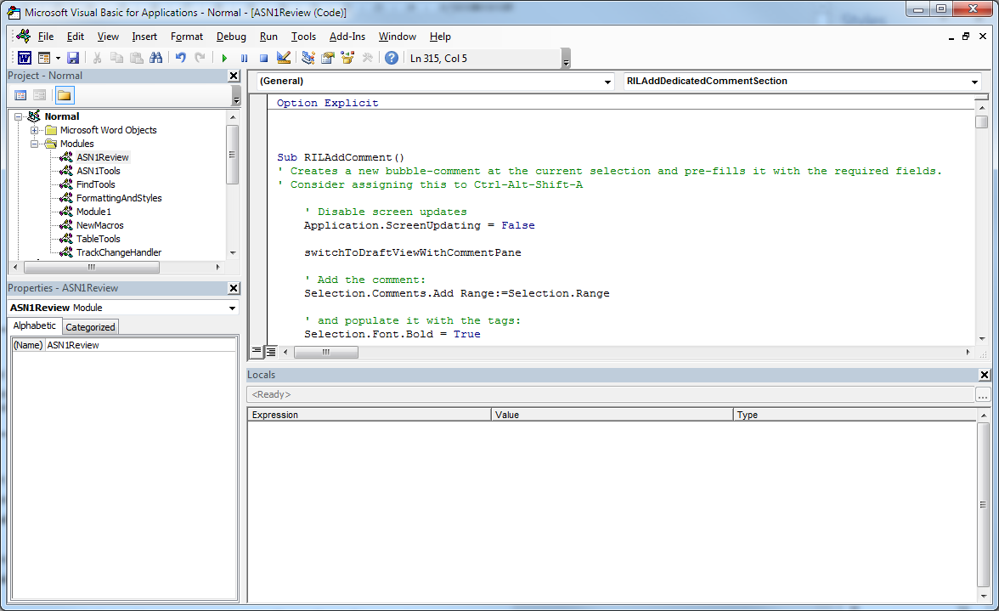 Microsoft Visual Basic for Applications - Normal - [ASN1Review (Code)]
File Edit View Insert Format Debug Run Tools Add-Ins Window Help
Ln 315, Col 5
Project - Normal
Normal
Microsoft Word Objects
Modules
ASN1Review
ASN1Tools
FindTools
FormattingAndStyles
Module1
NewMacros
TableTools
TrackChangeHandler
Properties - ASN1Review
ASN1Review Module
Alphabetic Categorized
(Name) ASN1Review
(General) RILAddDedicatedCommentSection
Option Explicit
Sub RILAddComment()
' Creates a new bubble-comment at the current selection and pre-fills it with the required fields.
' Consider assigning this to Ctrl-Alt-Shift-A
' Disable screen updates
Application.ScreenUpdating = False
switchToDraftViewWithCommentPane
' Add the comment:
Selection.Comments.Add Range:=Selection.Range
' and populate it with the tags:
Selection.Font.Bold = True
Locals
<Ready>
...
Expression Value Type